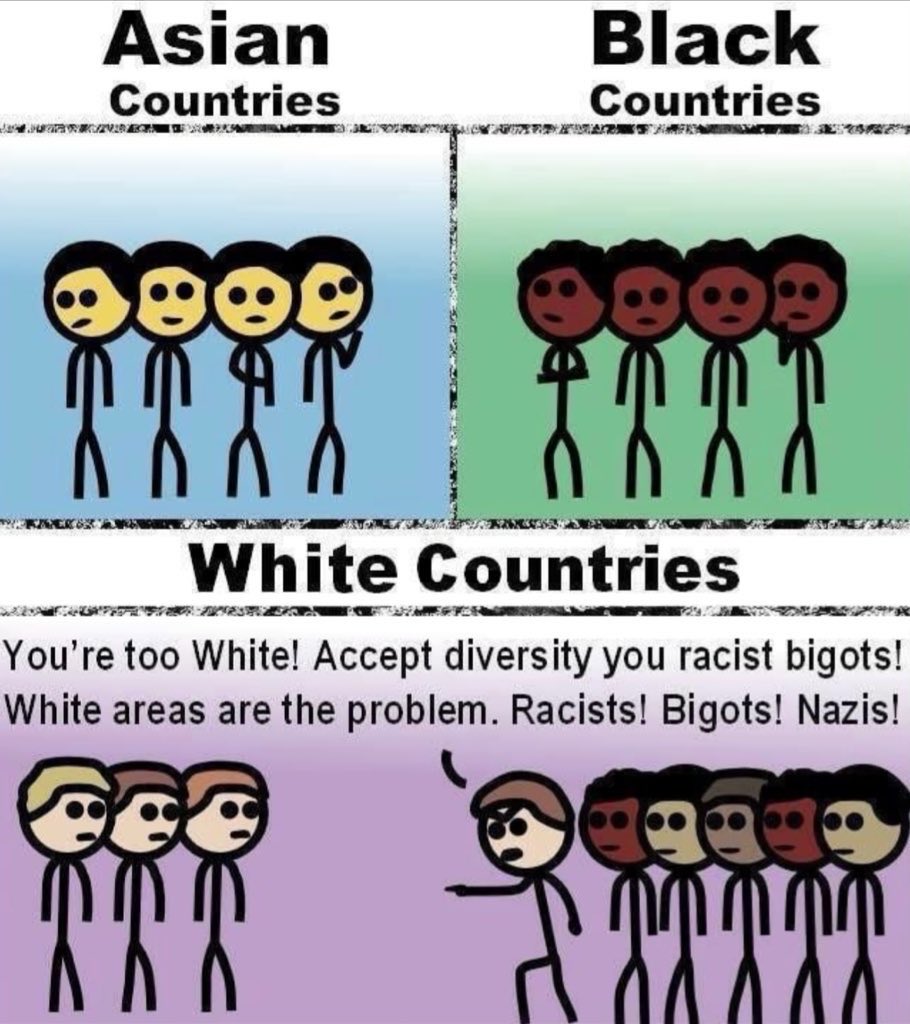 Asian
Countries
Black
Countries
White Countries
You're too White! Accept diversity you racist bigots!
White areas are the problem. Racists! Bigots! Nazis!